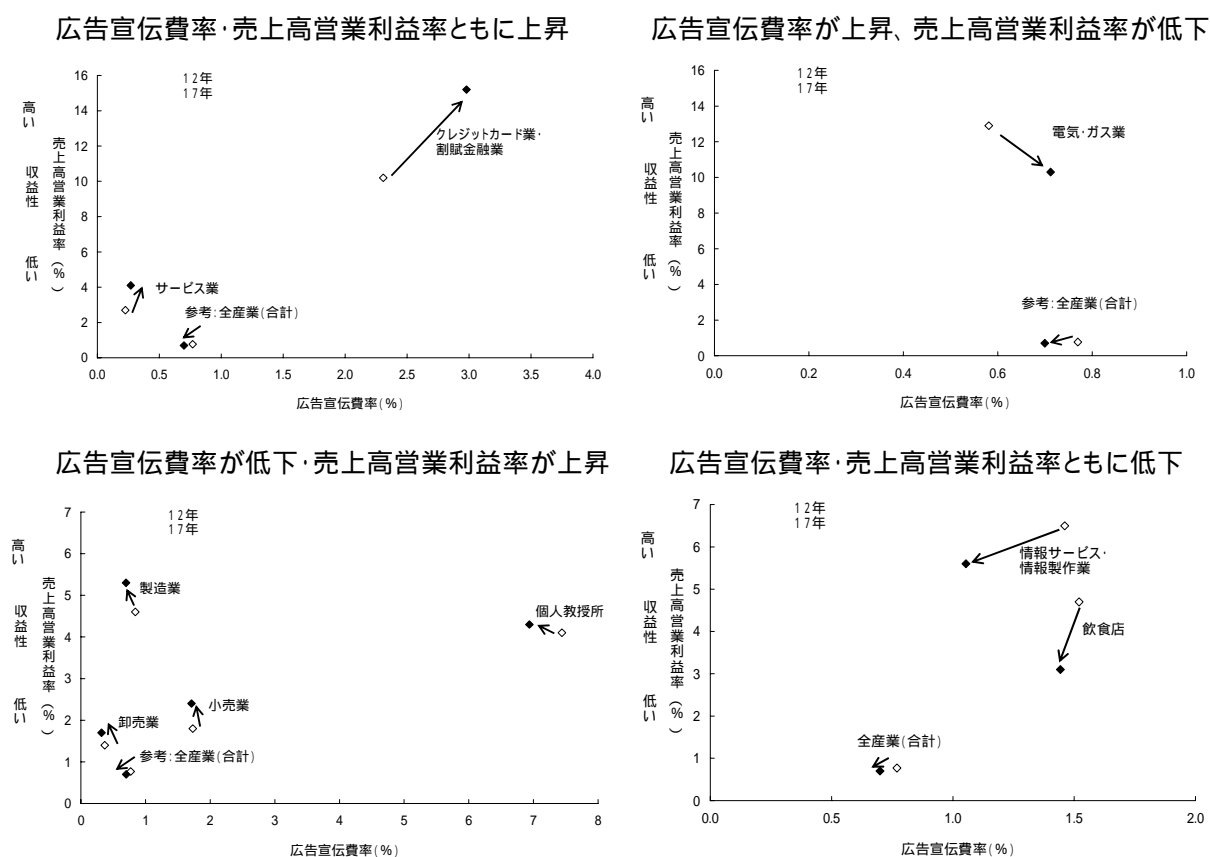 広告宣伝費率・売上高営業利益率ともに上昇
12年
17年
高い 収益性 低い
売上高営業利益率(%)
16
14
12
10
8
6
4
2
0
クレジットカード業・
割賦金融業
サービス業
参考:全産業(合計)
0.0 0.5 1.0 1.5 2.0 2.5 3.0 3.5 4.0
広告宣伝費率(%)
広告宣伝費率が上昇、売上高営業利益率が低下
12年
17年
高い 収益性 低い
売上高営業利益率(%)
16
14
12
10
8
6
4
2
0
電気・ガス業
参考:全産業(合計)
0.0 0.2 0.4 0.6 0.8 1.0
広告宣伝費率(%)
広告宣伝費率が低下・売上高営業利益率が上昇
12年
17年
高い 収益性 低い
売上高営業利益率(%)
7
6
5
4
3
2
1
0
製造業
個人教授所
小売業
卸売業
参考:全産業(合計)
0 1 2 3 4 5 6 7 8
広告宣伝費率(%)
広告宣伝費率・売上高営業利益率ともに低下
12年
17年
高い 収益性 低い
売上高営業利益率(%)
7
6
5
4
3
2
1
0
情報サービス・
情報製作業
飲食店
全産業(合計)
0.0 0.5 1.0 1.5 2.0
広告宣伝費率(%)